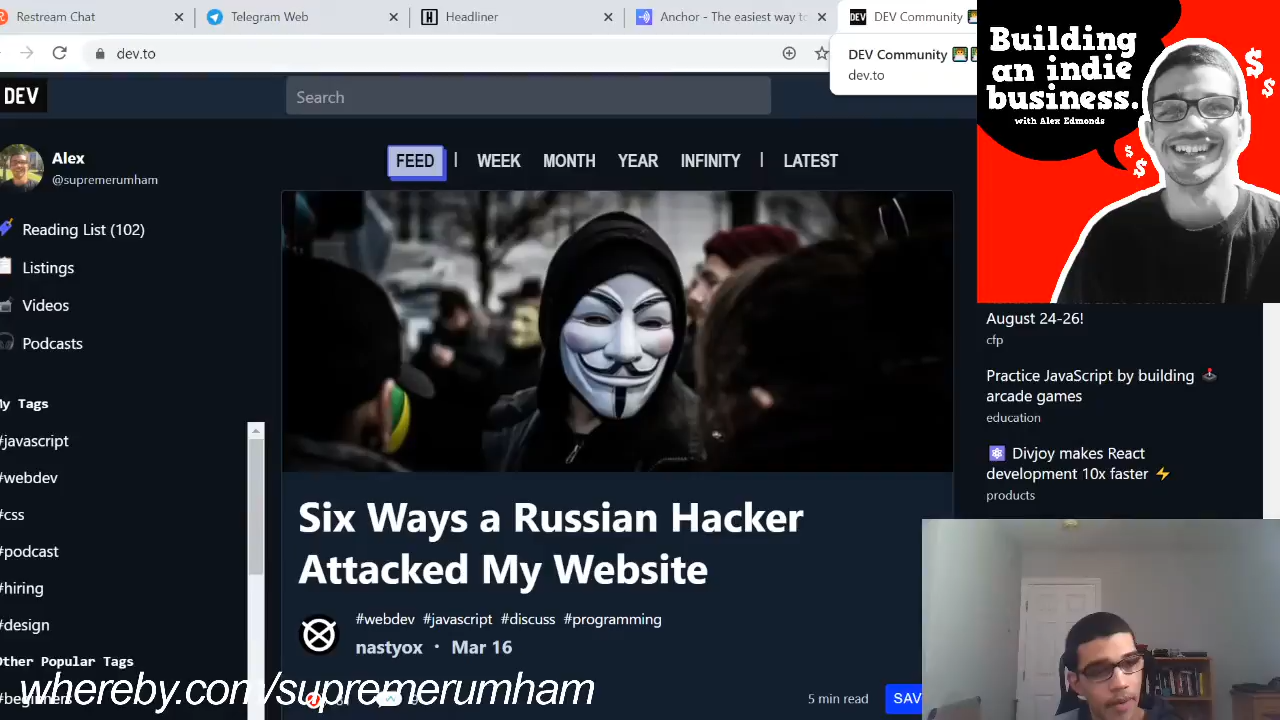 Restream Chat
Telegram Web
Headliner
Anchor - The easiest way to
DEV Community
dev.to
DEV Community
dev.to
DEV
Search
Building
an indie
business.
with Alex Edmonds
$
$
$
$
Alex
@supremerumham
FEED | WEEK MONTH YEAR INFINITY | LATEST
Reading List (102)
Listings
Videos
Podcasts
My Tags
#javascript
#webdev
#css
#podcast
#hiring
#design
Other Popular Tags
Six Ways a Russian Hacker
Attacked My Website
#webdev #javascript #discuss #programming
nastyox · Mar 16
5 min read
SAV
August 24-26!
cfp
Practice JavaScript by building
arcade games
education
Divjoy makes React
development 10x faster
products
whereby.com/supremerumham